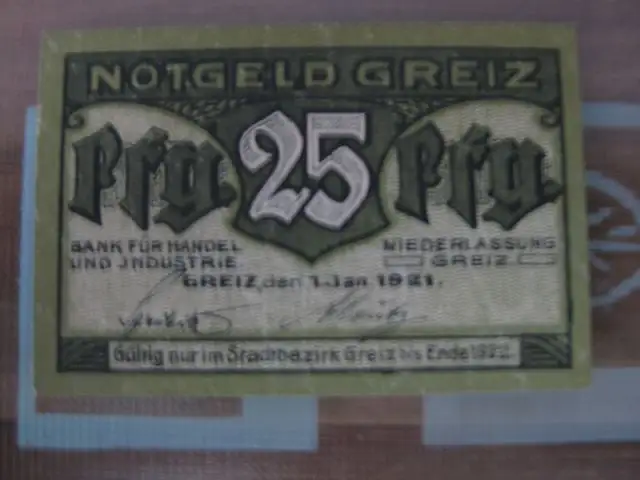 NOTGELD GREIZ
Pfg. 25 Pfg.
BANK FÜR HANDEL
UND JNDUSTRIE
NIEDERLASSUNG
GREIZ
GREIZ, den 1. Jan 1921.
Gültig nur im Stadtbezirk Greiz bis Ende 1922